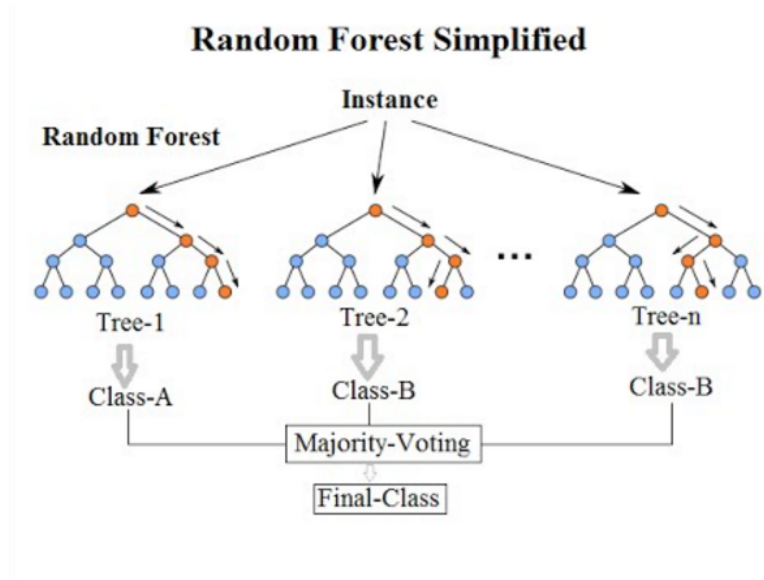 Random Forest Simplified
Instance
Random Forest
...
Tree-1
Tree-2
Tree-n
Class-A
Class-B
Class-B
Majority-Voting
Final-Class